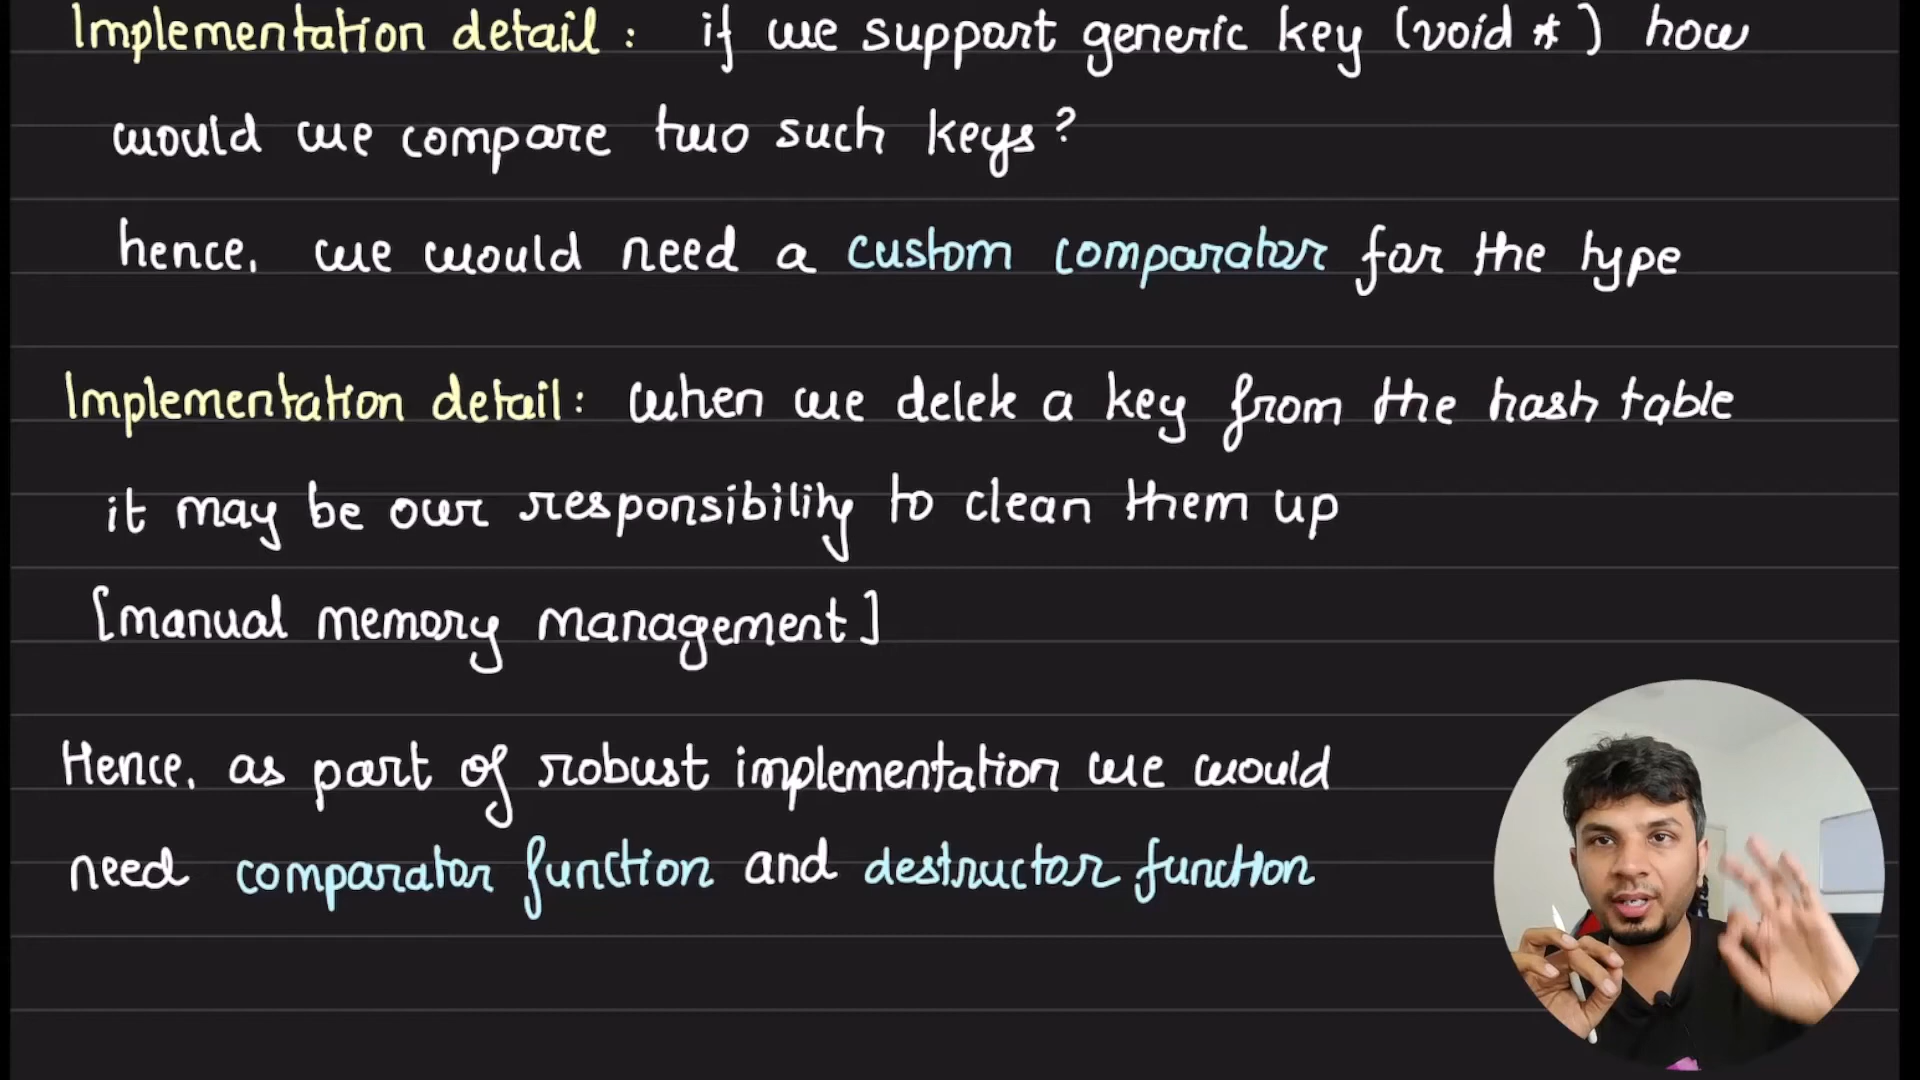 Implementation detail: if we support generic key (void *) how
would we compare two such keys?
hence, we would need a custom comparator for the type
Implementation detail: when we delete a key from the hash table
it may be our responsibility to clean them up
[manual memory management]
Hence, as part of robust implementation we would
need comparator function and destructor function